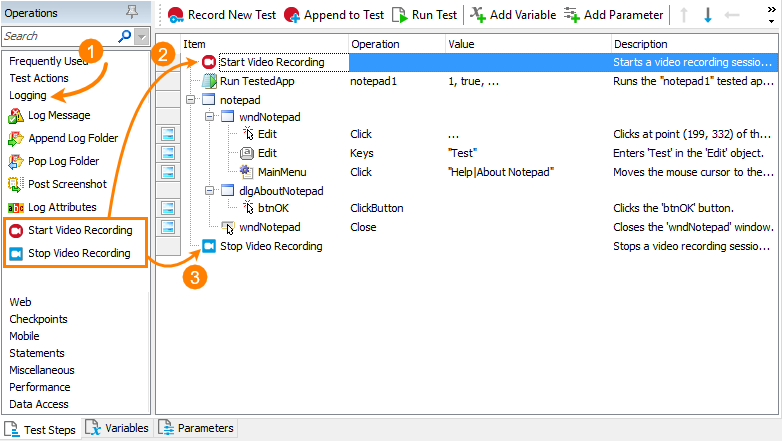 Operations
Record New Test Append to Test Run Test Add Variable Add Parameter
Search
Item Operation Value Description
Frequently Used
Test Actions
Logging
Log Message
Append Log Folder
Pop Log Folder
Post Screenshot
Log Attributes
Start Video Recording
Stop Video Recording
Web
Checkpoints
Mobile
Statements
Miscellaneous
Performance
Data Access
1
2
3
Start Video Recording Starts a video recording sessio...
Run TestedApp notepad1 1, true, ... Runs the "notepad1" tested ap...
notepad
wndNotepad
Edit Click ... Clicks at point (199, 332) of th...
Edit Keys "Test" Enters 'Test' in the 'Edit' object.
MainMenu Click "Help|About Notepad" Moves the mouse cursor to the...
dlgAboutNotepad
btnOK ClickButton Clicks the 'btnOK' button.
wndNotepad Close Closes the 'wndNotepad' window.
Stop Video Recording Stops a video recording sessio...
Test Steps Variables Parameters